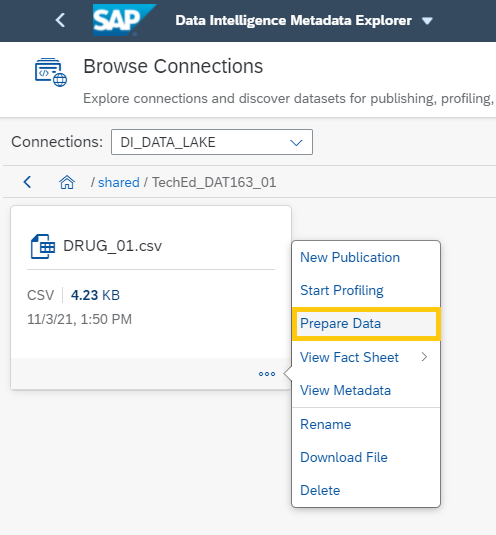 SAP Data Intelligence Metadata Explorer
Browse Connections
Explore connections and discover datasets for publishing, profiling,
Connections: DI_DATA_LAKE
/ shared / TechEd_DAT163_01
DRUG_01.csv
CSV 4.23 KB
11/3/21, 1:50 PM
New Publication
Start Profiling
Prepare Data
View Fact Sheet
View Metadata
Rename
Download File
Delete